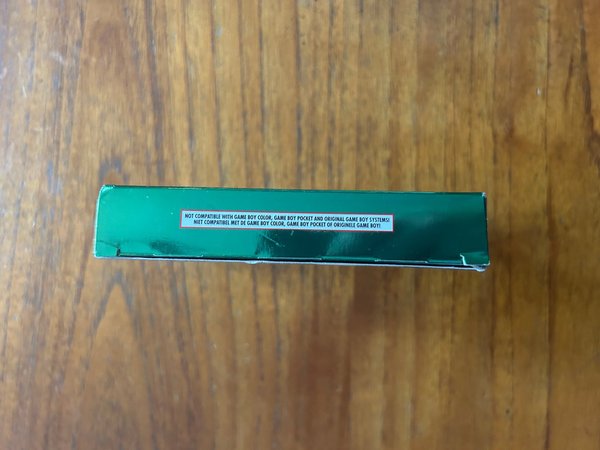 NOT COMPATIBLE WITH GAME BOY COLOR, GAME BOY POCKET AND ORIGINAL GAME BOY SYSTEMS!
NIET COMPATIBEL MET DE GAME BOY COLOR, GAME BOY POCKET OF ORIGINELE GAME BOY!